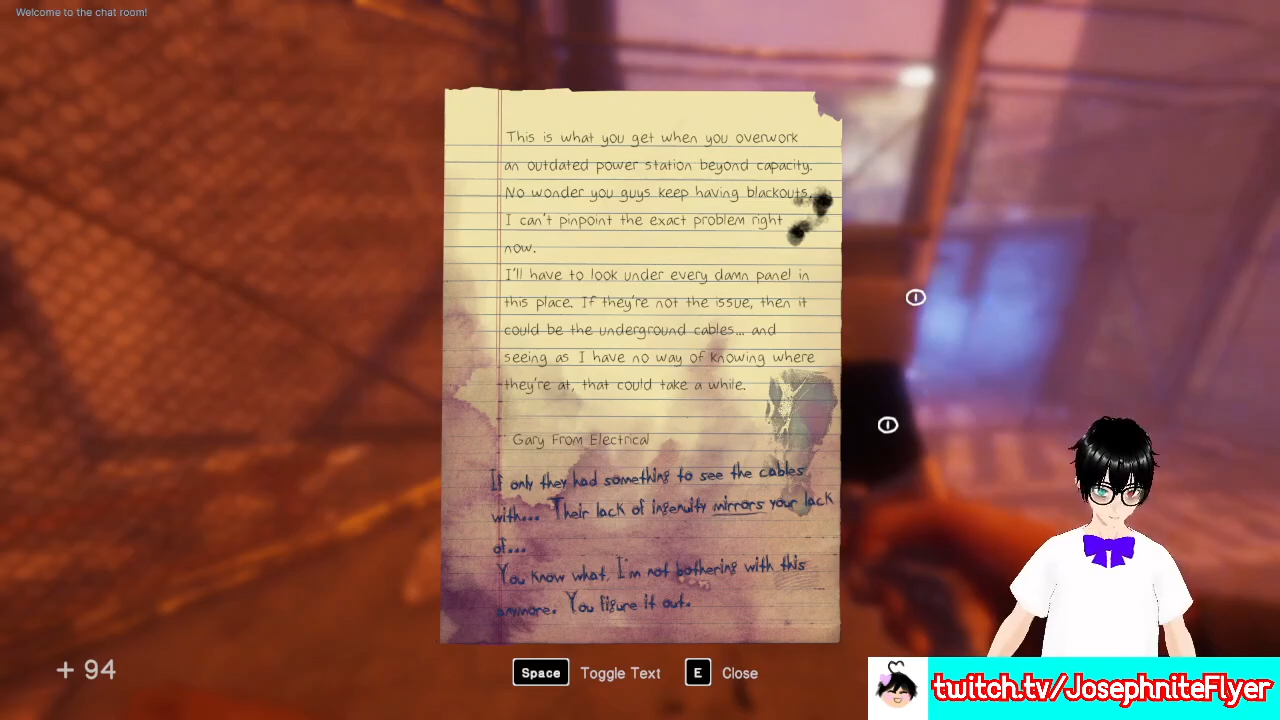 Welcome to the chat room!
This is what you get when you overwork
an outdated power station beyond capacity.
No wonder you guys keep having blackouts.
I can't pinpoint the exact problem right
now.
I'll have to look under every damn panel in
this place. If they're not the issue, then it
could be the underground cables... and
seeing as I have no way of knowing where
they're at, that could take a while.
- Gary From Electrical
If only they had something to see the cables
with... Their lack of ingenuity mirrors your lack
of...
You know what, I'm not bothering with this
anymore. You figure it out.
+ 94
Space Toggle Text E Close
twitch.tv/JosephniteFlyer